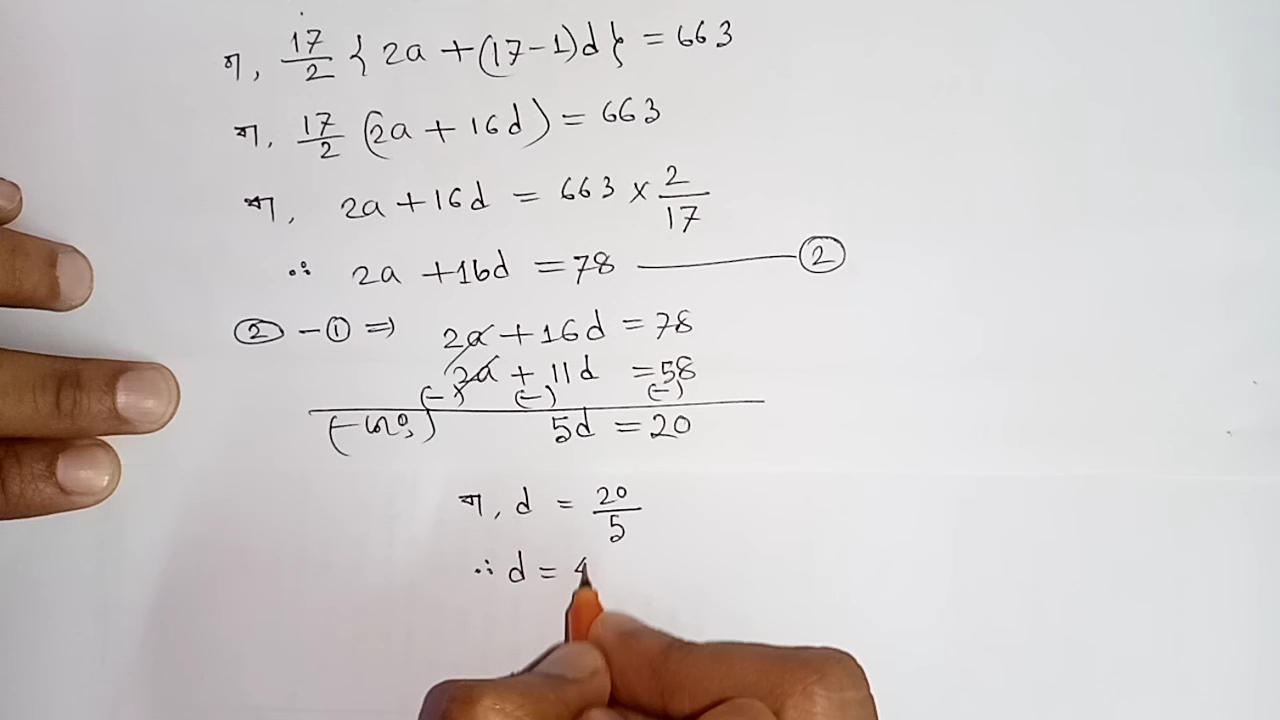 বা, 17/2 { 2a + (17-1)d } = 663
বা, 17/2 (2a + 16d) = 663
বা, 2a + 16d = 663 × 2/17
∴ 2a + 16d = 78 ——— ②
② - ① ⇒ 2a + 16d = 78
2a + 11d = 58
(-) (-) (-)
5d = 20
বা, d = 20/5
∴ d = 4